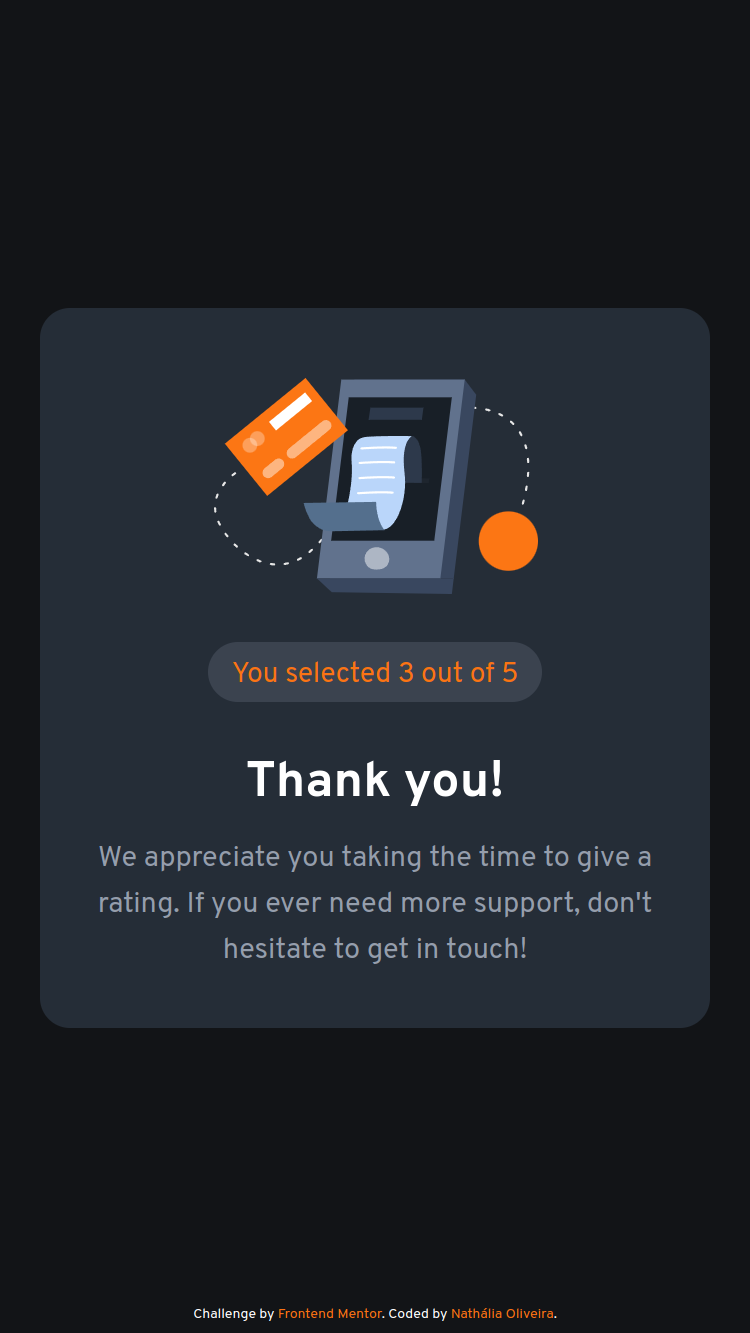 You selected 3 out of 5
Thank you!
We appreciate you taking the time to give a
rating. If you ever need more support, don't
hesitate to get in touch!
Challenge by Frontend Mentor. Coded by Nathália Oliveira.